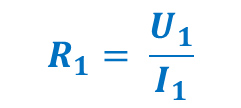 R₁ = U₁/I₁